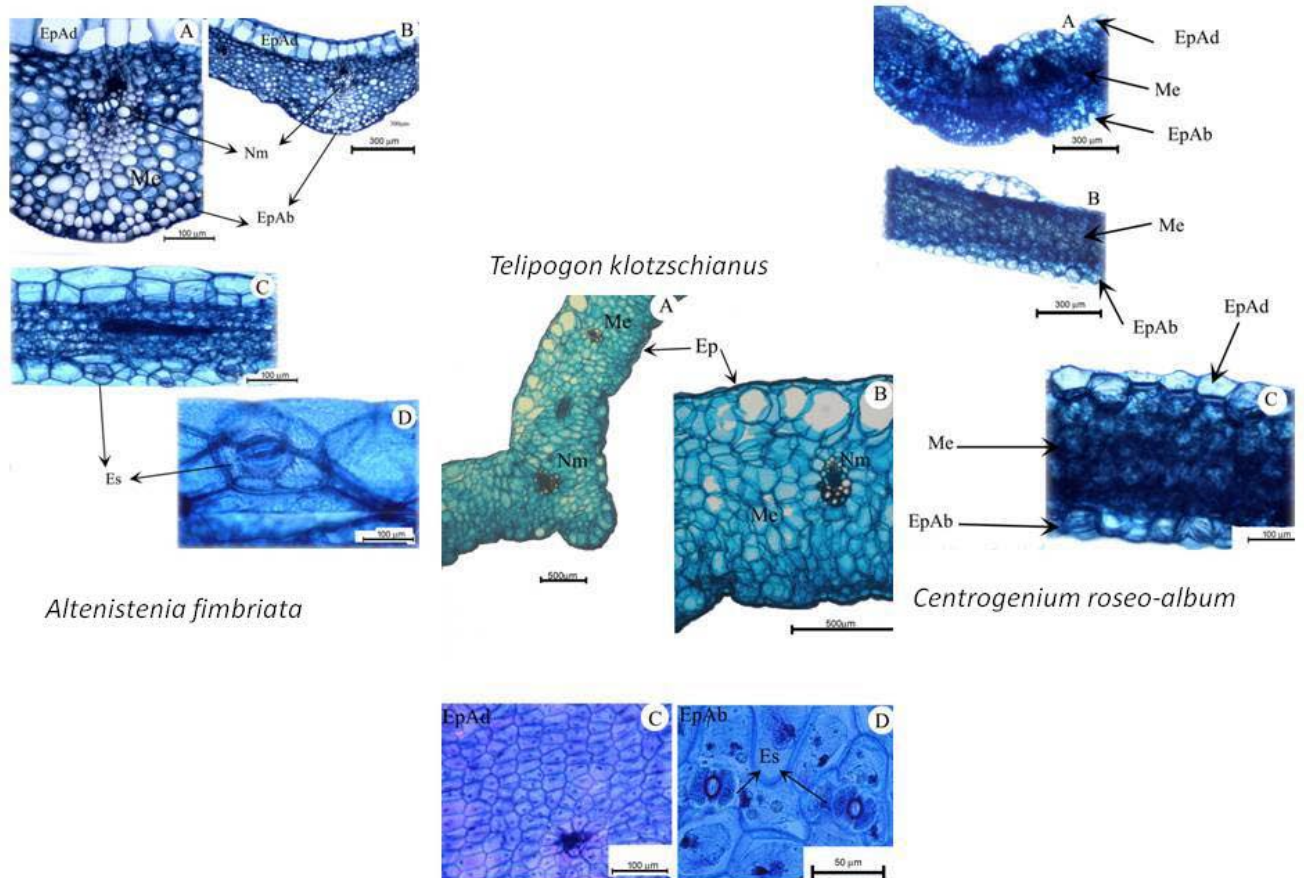 EpAd
A
Nm
Me
EpAb
100 µm
EpAd
B
300µm
300 µm
C
100 µm
Es
D
100 µm
Altenistenia fimbriata
Telipogon klotzschianus
A
Me
Ep
Nm
500µm
B
Nm
Me
500µm
EpAd
C
100 µm
EpAb
D
Es
50 µm
A
EpAd
Me
EpAb
300 µm
B
Me
300 µm
EpAb
EpAd
C
Me
EpAb
100 µm
Centrogenium roseo-album